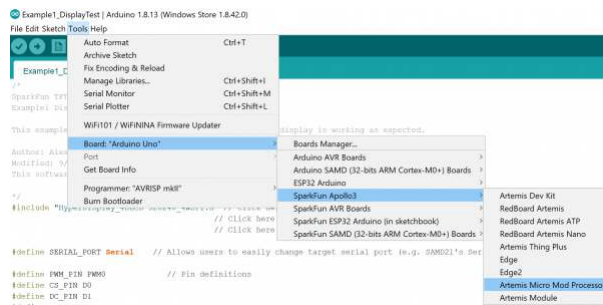 Example1_DisplayTest | Arduino 1.8.13 (Windows Store 1.8.42.0)
File Edit Sketch Tools Help
Auto Format Ctrl+T
Archive Sketch
Fix Encoding & Reload
Manage Libraries... Ctrl+Shift+I
Serial Monitor Ctrl+Shift+M
Serial Plotter Ctrl+Shift+L
WiFi101 / WiFiNINA Firmware Updater
Board: "Arduino Uno"
Port
Get Board Info
Programmer: "AVRISP mkII"
Burn Bootloader
Example1_D
/*
SparkFun
Example1 Dis
This example
display is working as expected.
Author:
Modified:
This softwar
*/
Boards Manager...
Arduino AVR Boards
Arduino SAMD (32-bits ARM Cortex-M0+) Boards
ESP32 Arduino
SparkFun Apollo3
SparkFun AVR Boards
SparkFun ESP32 Arduino (in sketchbook)
SparkFun SAMD (32-bits ARM Cortex-M0+) Boards
Artemis Dev Kit
RedBoard Artemis
RedBoard Artemis ATP
RedBoard Artemis Nano
Artemis Thing Plus
Edge
Edge2
Artemis Micro Mod Processo
Artemis Module
#include
// Click here
// Click here
#define SERIAL_PORT Serial // Allows users to easily change target serial port (e.g. SAMD21's Ser
#define PWM_PIN PWM0 // Pin definitions
#define CS_PIN D0
#define DC_PIN D1